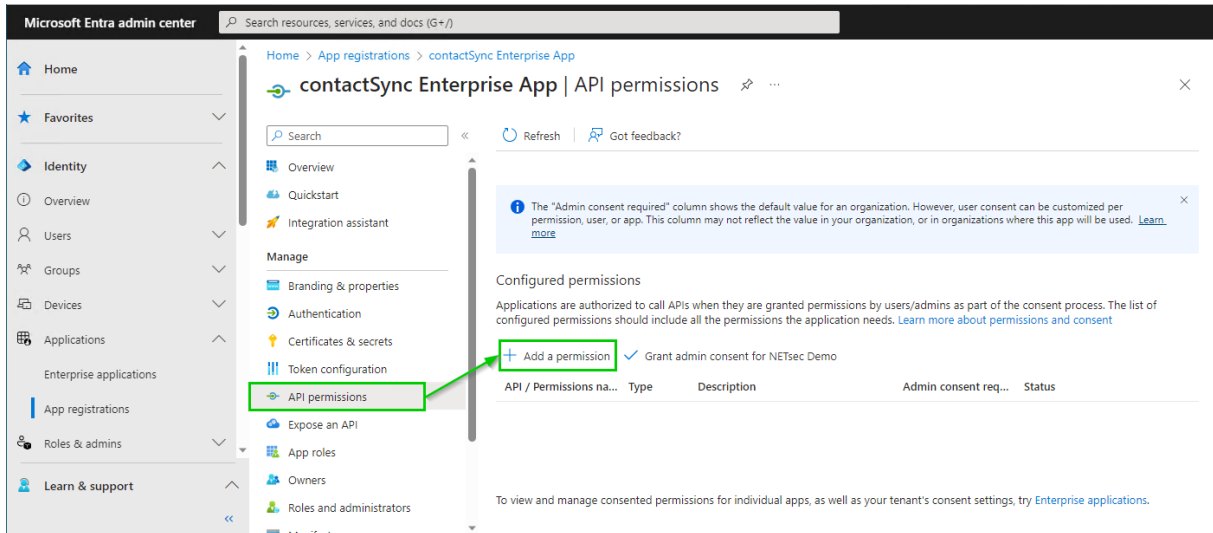 Microsoft Entra admin center
Search resources, services, and docs (G+/)
Home
Favorites
Identity
Overview
Users
Groups
Devices
Applications
Enterprise applications
App registrations
Roles & admins
Learn & support
«
Home > App registrations > contactSync Enterprise App
contactSync Enterprise App | API permissions
Search
«
Overview
Quickstart
Integration assistant
Manage
Branding & properties
Authentication
Certificates & secrets
Token configuration
API permissions
Expose an API
App roles
Owners
Roles and administrators
Refresh
Got feedback?
The "Admin consent required" column shows the default value for an organization. However, user consent can be customized per
permission, user, or app. This column may not reflect the value in your organization, or in organizations where this app will be used. Learn
more
Configured permissions
Applications are authorized to call APIs when they are granted permissions by users/admins as part of the consent process. The list of
configured permissions should include all the permissions the application needs. Learn more about permissions and consent
Add a permission
Grant admin consent for NETsec Demo
API / Permissions na... Type Description Admin consent req... Status
To view and manage consented permissions for individual apps, as well as your tenant's consent settings, try Enterprise applications.